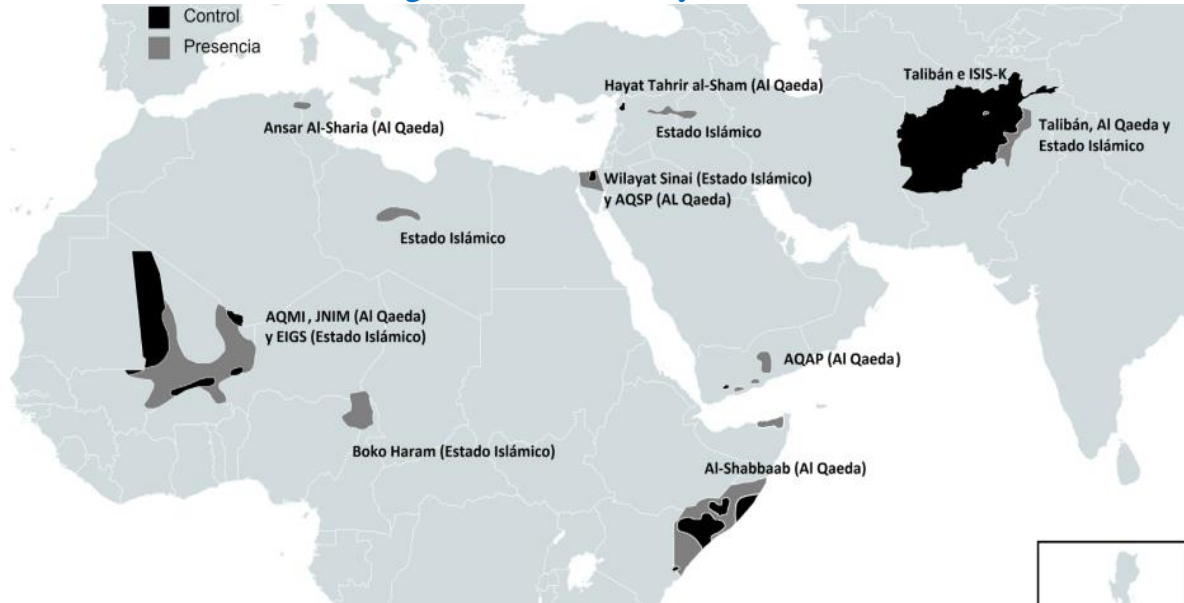 Control
Presencia
Talibán e ISIS-K
Hayat Tahrir al-Sham (Al Qaeda)
Ansar Al-Sharia (Al Qaeda)
Estado Islámico
Talibán, Al Qaeda y
Estado Islámico
Wilayat Sinai (Estado Islámico)
y AQSP (AL Qaeda)
Estado Islámico
AQMI , JNIM (Al Qaeda)
y EIGS (Estado Islámico)
AQAP (Al Qaeda)
Boko Haram (Estado Islámico)
Al-Shabbaab (Al Qaeda)